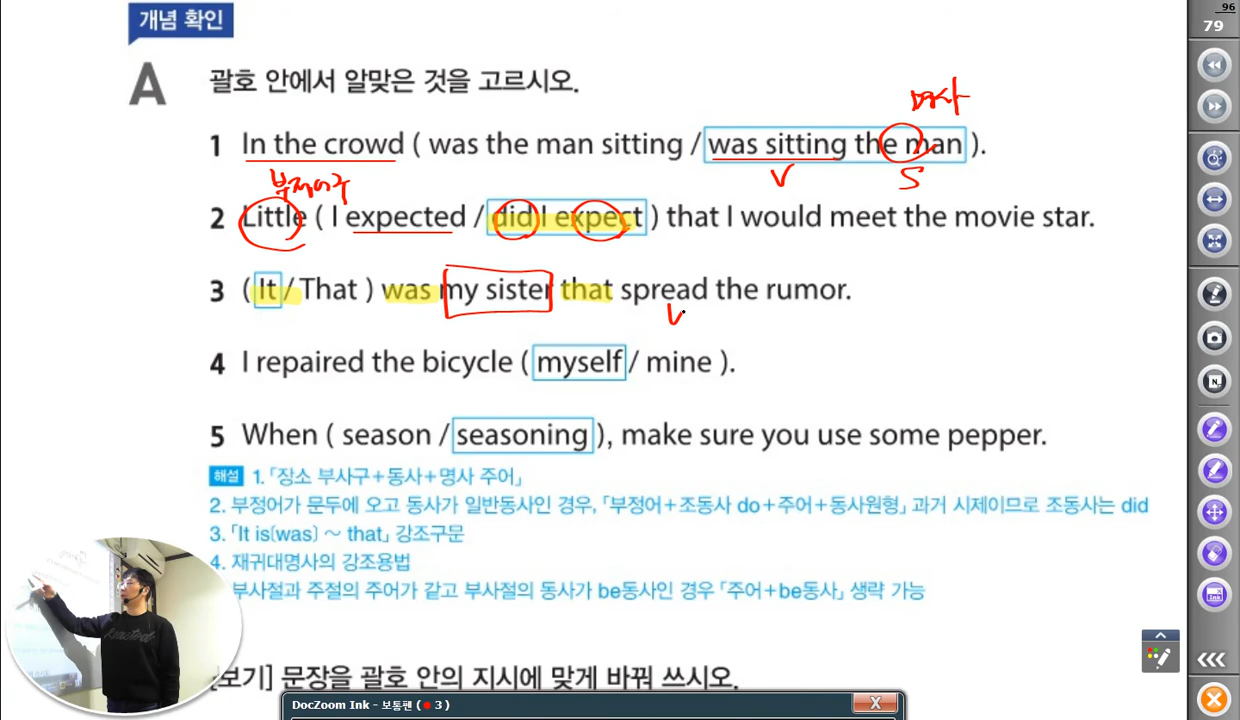 96
79
개념 확인
A 괄호 안에서 알맞은 것을 고르시오.
명사
1 In the crowd ( was the man sitting / was sitting the man ).
V S
부정어구
2 Little ( I expected / did I expect ) that I would meet the movie star.
3 ( It / That ) was my sister that spread the rumor.
V
4 I repaired the bicycle ( myself / mine ).
5 When ( season / seasoning ), make sure you use some pepper.
해설 1. 「장소 부사구+동사+명사 주어」
2. 부정어가 문두에 오고 동사가 일반동사인 경우, 「부정어+조동사 do+주어+동사원형」 과거 시제이므로 조동사는 did
3. 「It is(was) ~ that」 강조구문
4. 재귀대명사의 강조용법
부사절과 주절의 주어가 같고 부사절의 동사가 be동사인 경우 「주어+be동사」 생략 가능
[보기] 문장을 괄호 안의 지시에 맞게 바꿔 쓰시오.
DocZoom Ink - 보통펜 ( 3 )